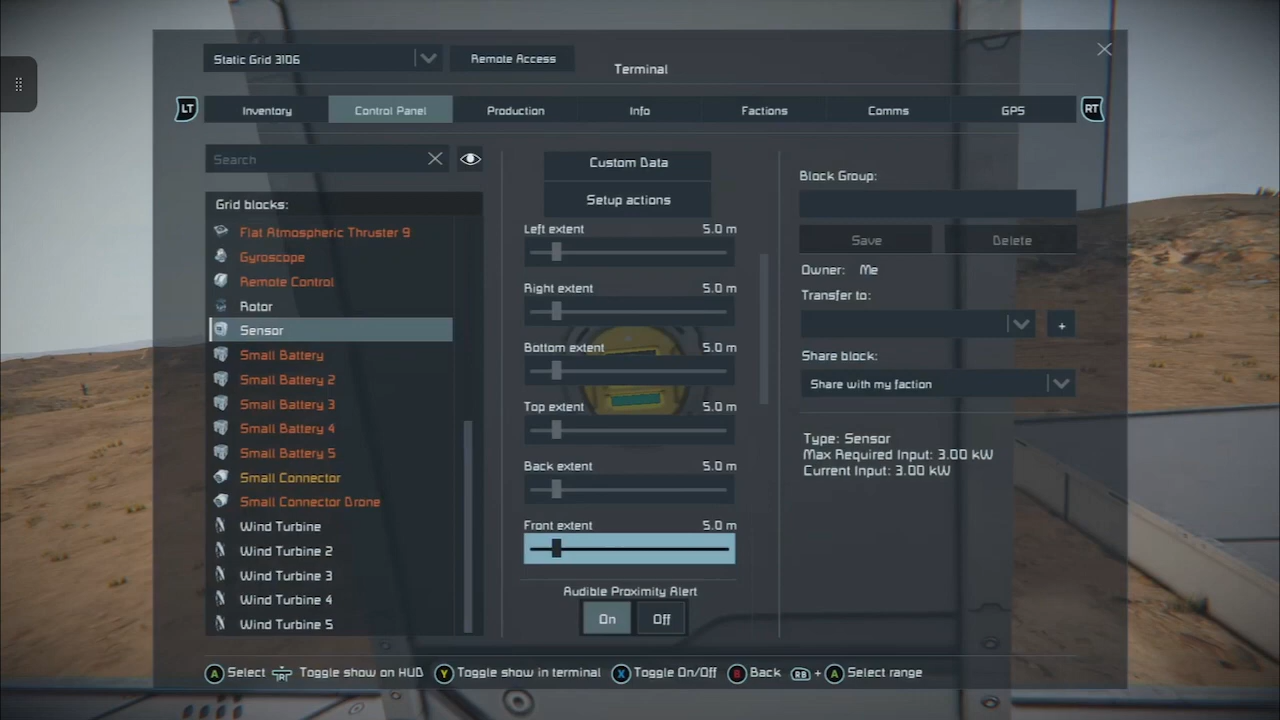 Static Grid 3106
Remote Access
Terminal
LT
Inventory
Control Panel
Production
Info
Factions
Comms
GPS
RT
Search
Grid blocks:
Flat Atmospheric Thruster 9
Gyroscope
Remote Control
Rotor
Sensor
Small Battery
Small Battery 2
Small Battery 3
Small Battery 4
Small Battery 5
Small Connector
Small Connector Drone
Wind Turbine
Wind Turbine 2
Wind Turbine 3
Wind Turbine 4
Wind Turbine 5
Custom Data
Setup actions
Left extent 5.0 m
Right extent 5.0 m
Bottom extent 5.0 m
Top extent 5.0 m
Back extent 5.0 m
Front extent 5.0 m
Audible Proximity Alert
On Off
Block Group:
Save Delete
Owner: Me
Transfer to:
+
Share block:
Share with my faction
Type: Sensor
Max Required Input: 3.00 kW
Current Input: 3.00 kW
A Select Toggle show on HUD Y Toggle show in terminal X Toggle On/Off B Back RB + A Select range